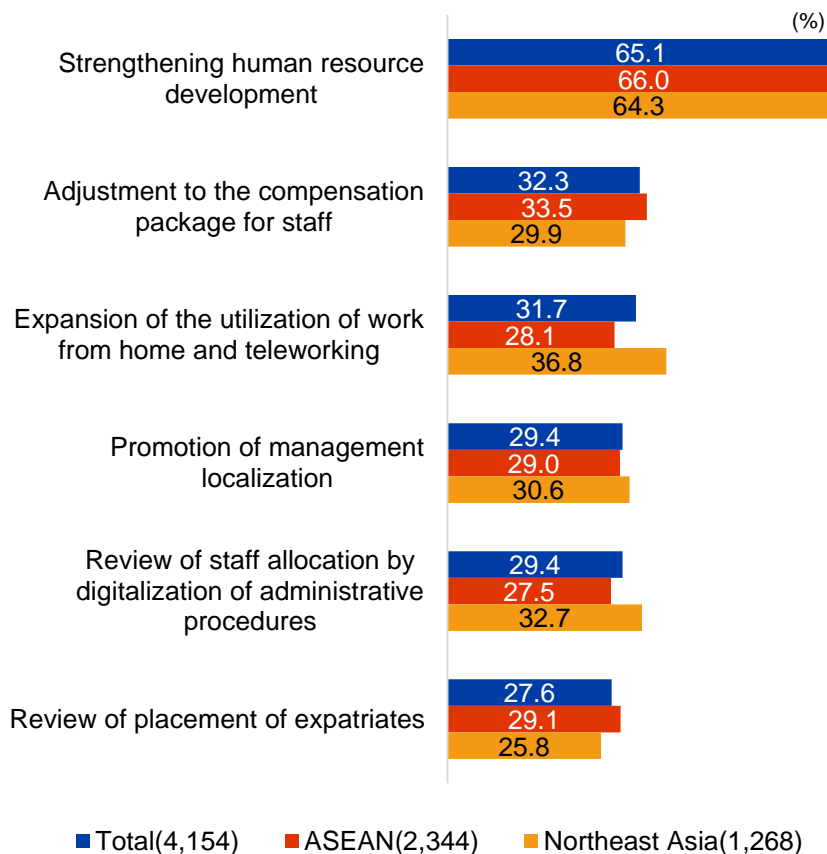 (%)
Strengthening human resource
development
65.1
66.0
64.3
Adjustment to the compensation
package for staff
32.3
33.5
29.9
Expansion of the utilization of work
from home and teleworking
31.7
28.1
36.8
Promotion of management
localization
29.4
29.0
30.6
Review of staff allocation by
digitalization of administrative
procedures
29.4
27.5
32.7
Review of placement of expatriates
27.6
29.1
25.8
Total(4,154) ASEAN(2,344) Northeast Asia(1,268)